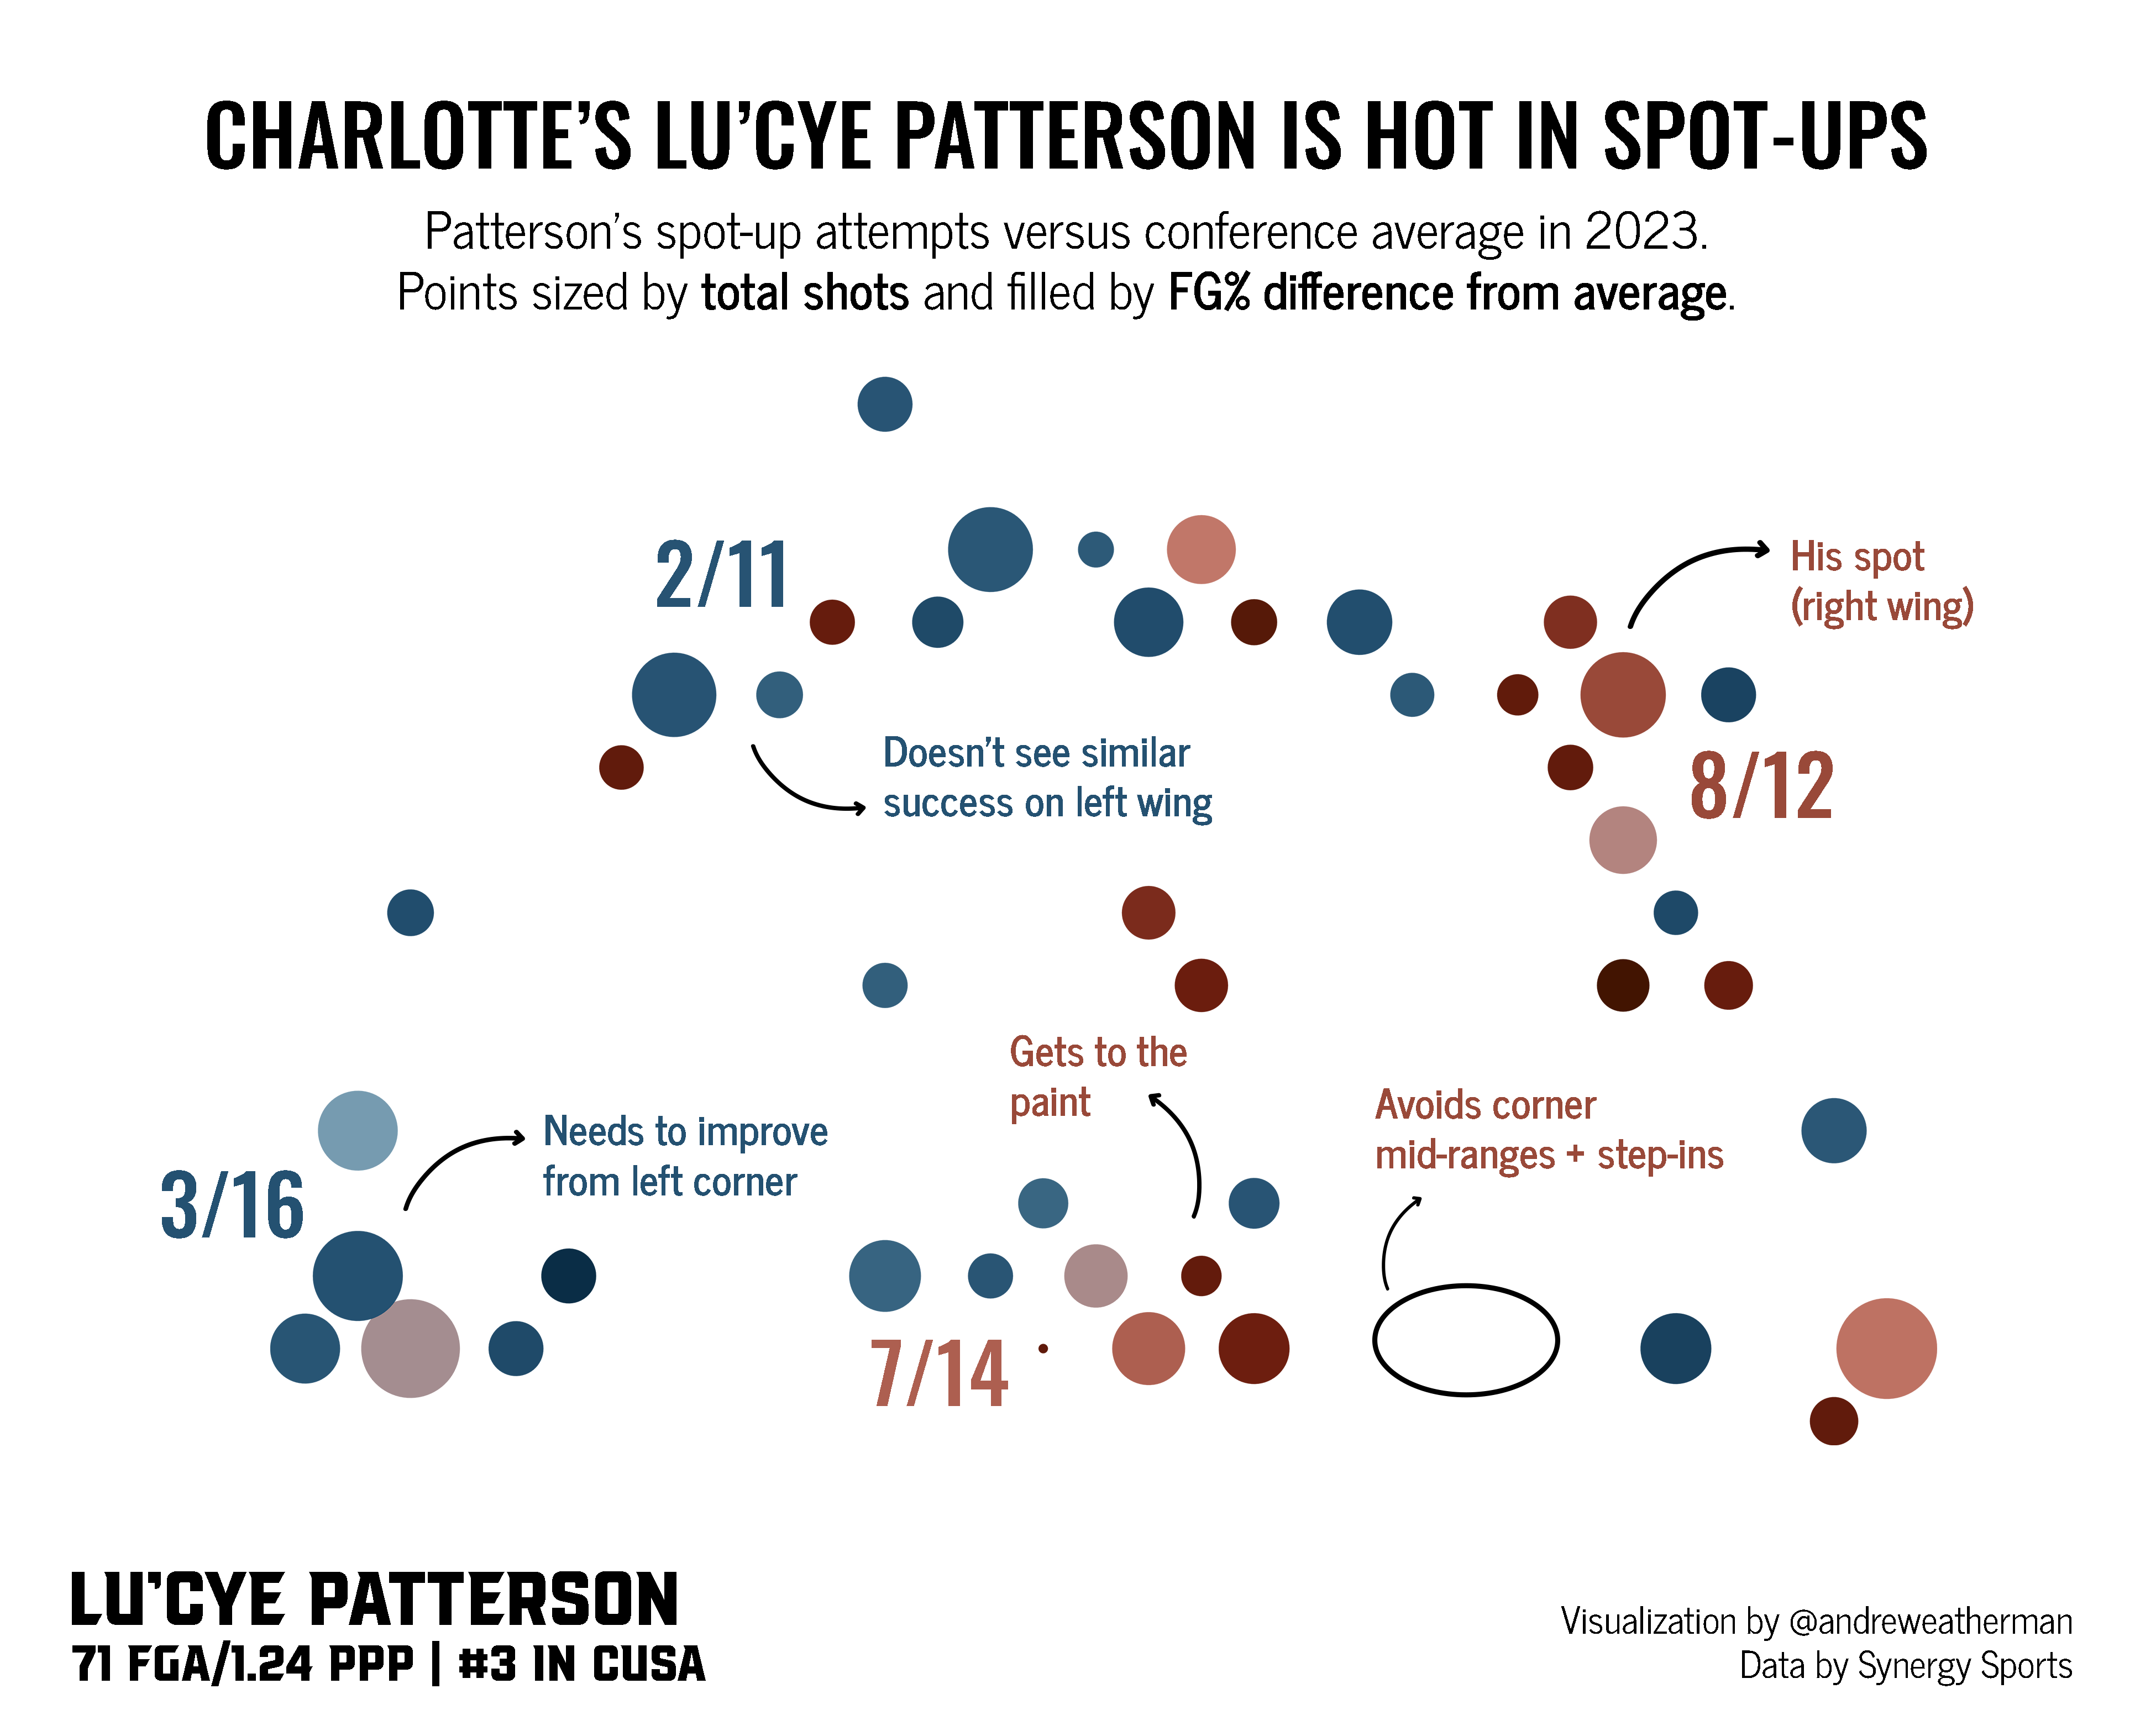 CHARLOTTE'S LU'CYE PATTERSON IS HOT IN SPOT-UPS
Patterson's spot-up attempts versus conference average in 2023.
Points sized by total shots and filled by FG% difference from average.
2/11
His spot
(right wing)
Doesn't see similar
success on left wing
8/12
Gets to the
paint
Avoids corner
mid-ranges + step-ins
Needs to improve
from left corner
3/16
7/14
LU'CYE PATTERSON
71 FGA/1.24 PPP | #3 IN CUSA
Visualization by @andreweatherman
Data by Synergy Sports